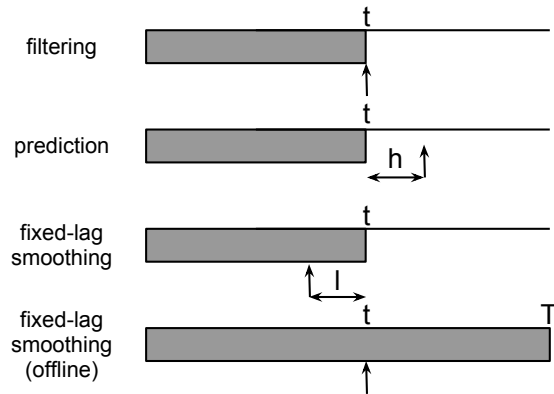 t
filtering
t
prediction
h
t
fixed-lag
smoothing
l
t
T
fixed-lag
smoothing
(offline)